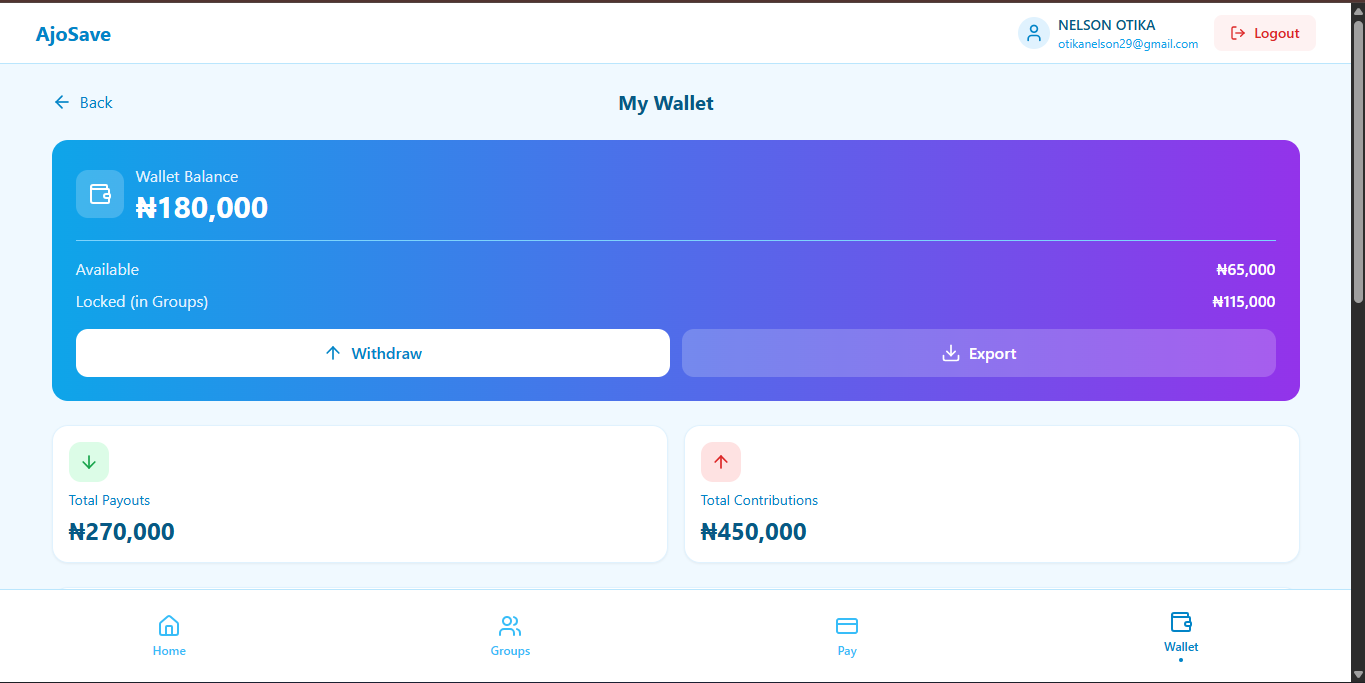 AjoSave
NELSON OTIKA
otikanelson29@gmail.com
Logout
Back
My Wallet
Wallet Balance
₦180,000
Available
₦65,000
Locked (in Groups)
₦115,000
Withdraw
Export
Total Payouts
₦270,000
Total Contributions
₦450,000
Home
Groups
Pay
Wallet